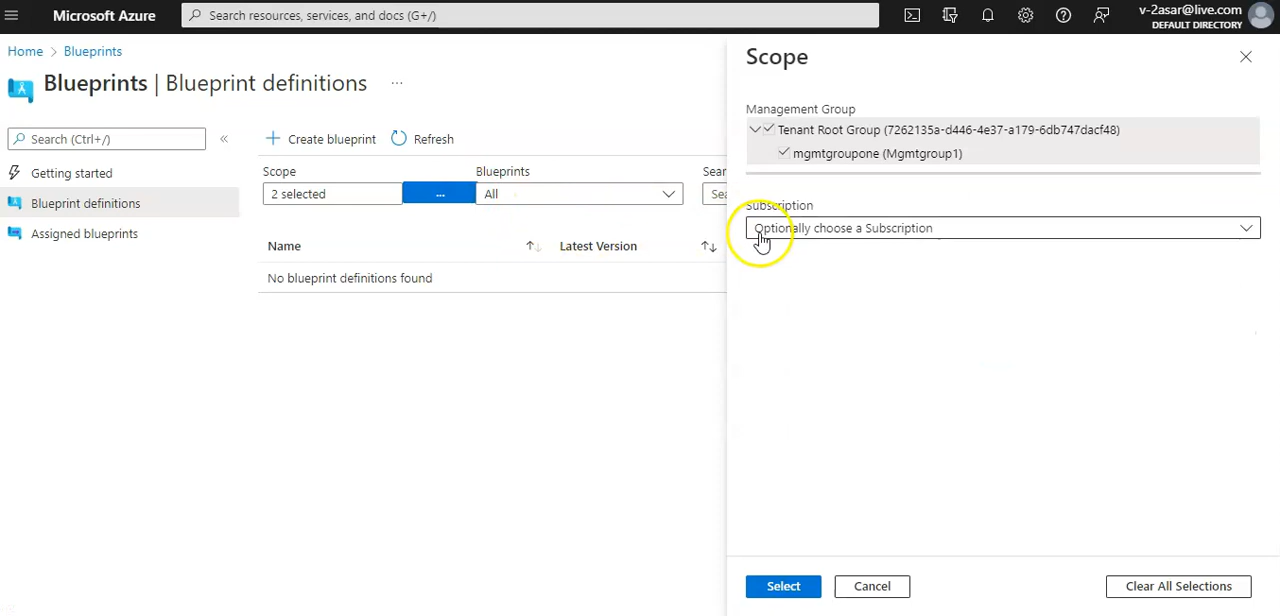 Microsoft Azure
Search resources, services, and docs (G+/)
v-2asar@live.com
DEFAULT DIRECTORY
Home > Blueprints
Blueprints | Blueprint definitions
...
Search (Ctrl+/)
«
Getting started
Blueprint definitions
Assigned blueprints
+ Create blueprint
Refresh
Scope
Blueprints
Sear
2 selected
...
All
Sea
Name
Latest Version
No blueprint definitions found
Scope
Management Group
Tenant Root Group (7262135a-d446-4e37-a179-6db747dacf48)
mgmtgroupone (Mgmtgroup1)
Subscription
Optionally choose a Subscription
Select
Cancel
Clear All Selections